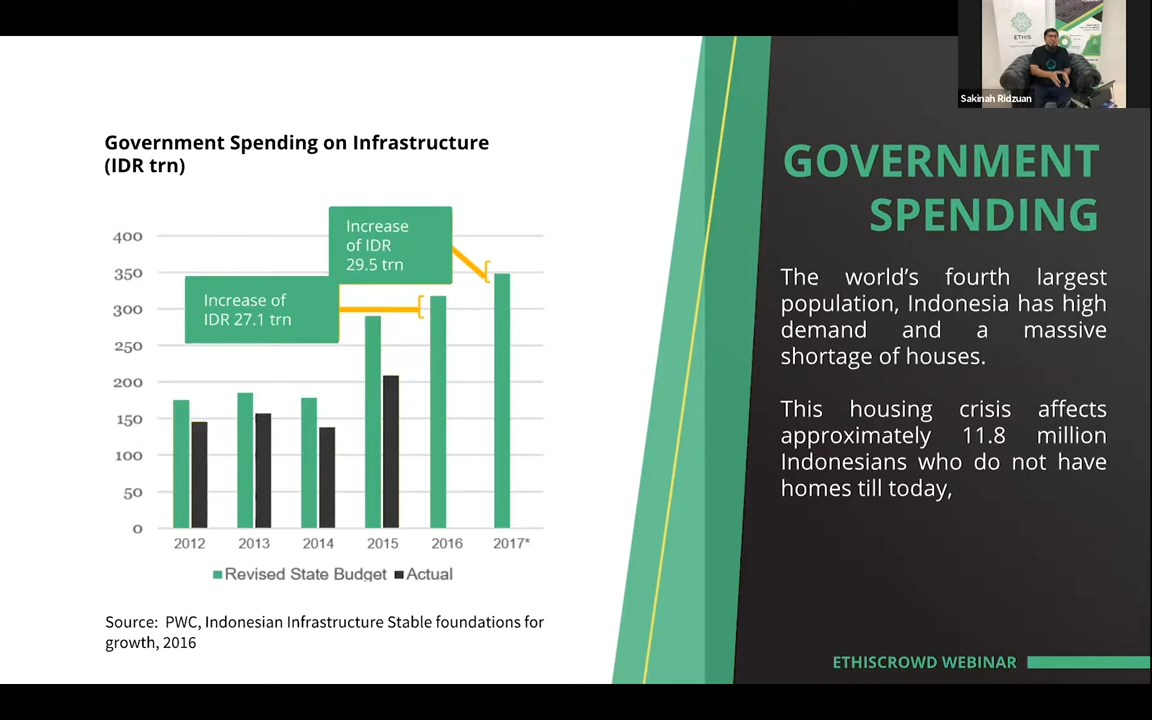 ETHIS
Sakinah Ridzuan
Government Spending on Infrastructure
(IDR trn)
400
350
300
250
200
150
100
50
0
Increase
of IDR
29.5 trn
Increase of
IDR 27.1 trn
2012 2013 2014 2015 2016 2017*
Revised State Budget Actual
Source: PWC, Indonesian Infrastructure Stable foundations for
growth, 2016
GOVERNMENT
SPENDING
The world’s fourth largest
population, Indonesia has high
demand and a massive
shortage of houses.
This housing crisis affects
approximately 11.8 million
Indonesians who do not have
homes till today,
ETHISCROWD WEBINAR